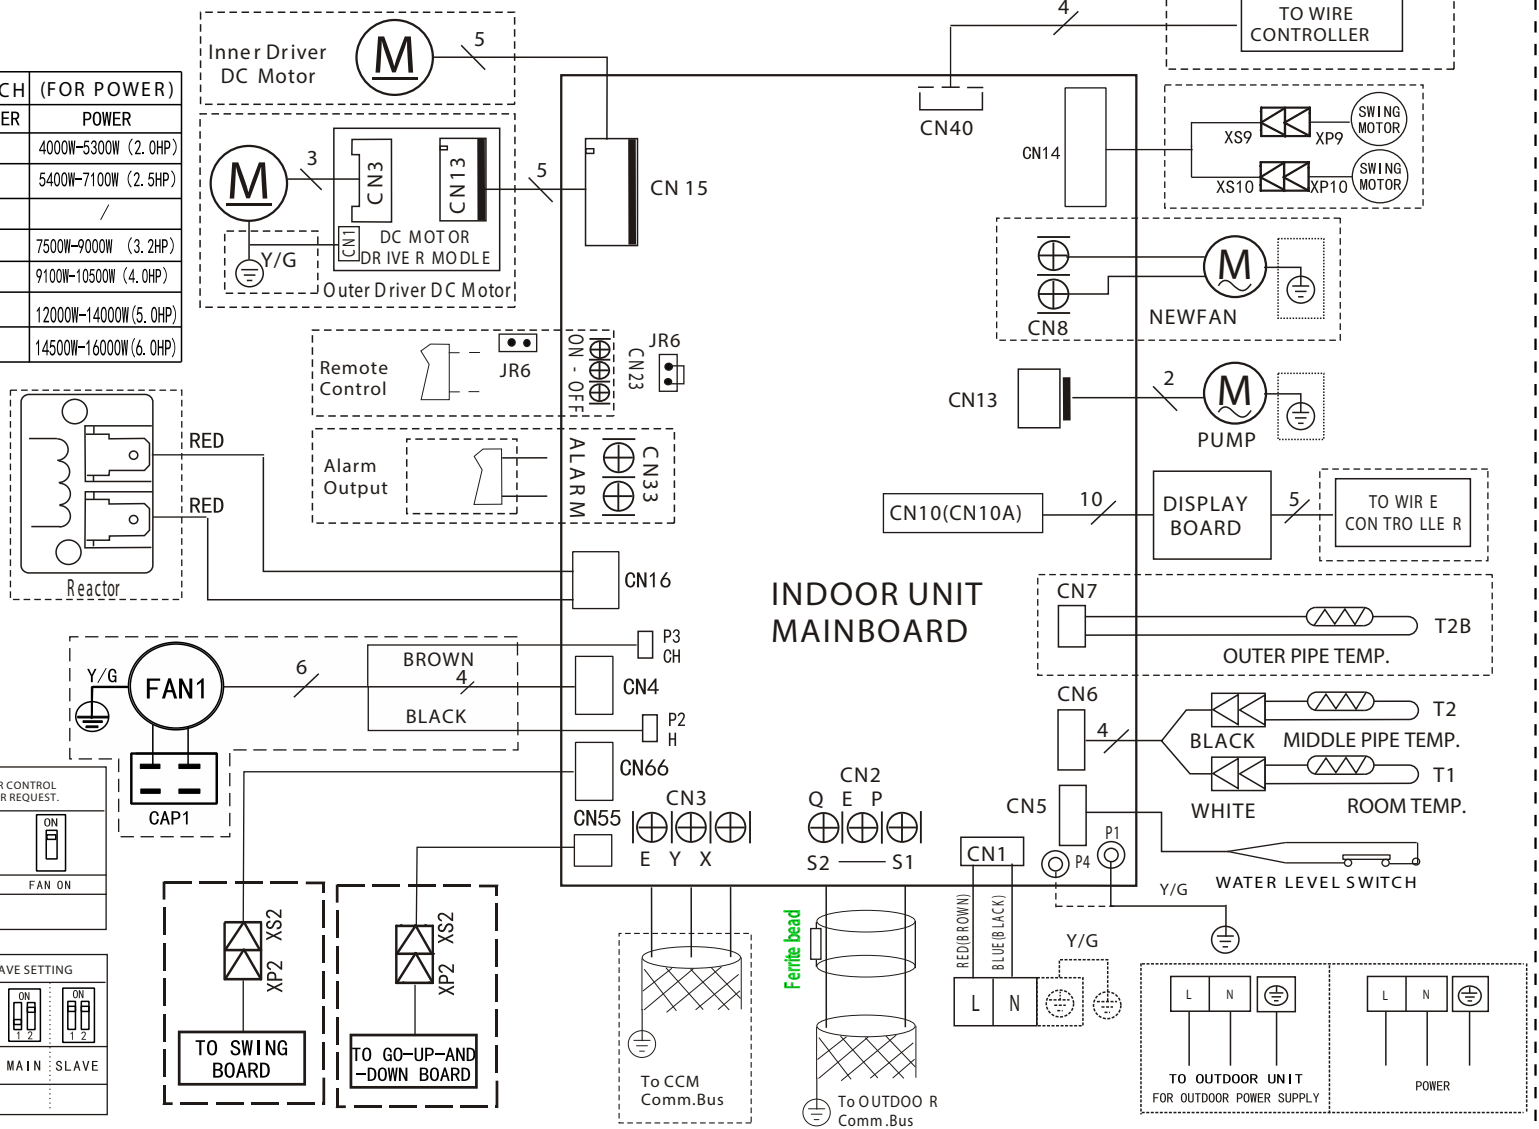 CH (FOR POWER)
ER POWER
4000W-5300W (2.0HP)
5400W-7100W (2.5HP)
/
7500W-9000W (3.2HP)
9100W-10500W (4.0HP)
12000W-14000W(5.0HP)
14500W-16000W(6.0HP)
Inner Driver
DC Motor
M
5
M
3
CN3
CN13
CN1
Y/G
DC MOTOR
DRIVER MODLE
Outer Driver DC Motor
5
CN 15
Remote
Control
JR6
ON - OFF
CN23
JR6
Alarm
Output
ALARM
CN33
RED
RED
Reactor
CN16
Y/G
FAN1
6
BROWN
4
BLACK
P3
CH
CN4
P2
H
CAP1
CN66
CN55
R CONTROL
R REQUEST.
ON
FAN ON
AVE SETTING
ON
1 2
ON
1 2
MAIN
SLAVE
XS2
XP2
TO SWING
BOARD
XS2
XP2
TO GO-UP-AND
-DOWN BOARD
CN3
E Y X
To CCM
Comm.Bus
CN2
Q E P
S2 S1
Ferrite bead
To OUTDOOR
Comm.Bus
INDOOR UNIT
MAINBOARD
4
TO WIRE
CONTROLLER
CN40
CN14
XS9
XP9
SWING
MOTOR
XS10
XP10
SWING
MOTOR
CN8
M
NEWFAN
CN13
2
M
PUMP
CN10(CN10A)
10
DISPLAY
BOARD
5
TO WIRE
CONTROLLER
CN7
T2B
OUTER PIPE TEMP.
CN6
4
BLACK
T2
MIDDLE PIPE TEMP.
WHITE
T1
ROOM TEMP.
CN5
WATER LEVEL SWITCH
CN1
P4
P1
Y/G
RED(BROWN)
BLUE(BLACK)
L
N
Y/G
L
N
TO OUTDOOR UNIT
FOR OUTDOOR POWER SUPPLY
L
N
POWER